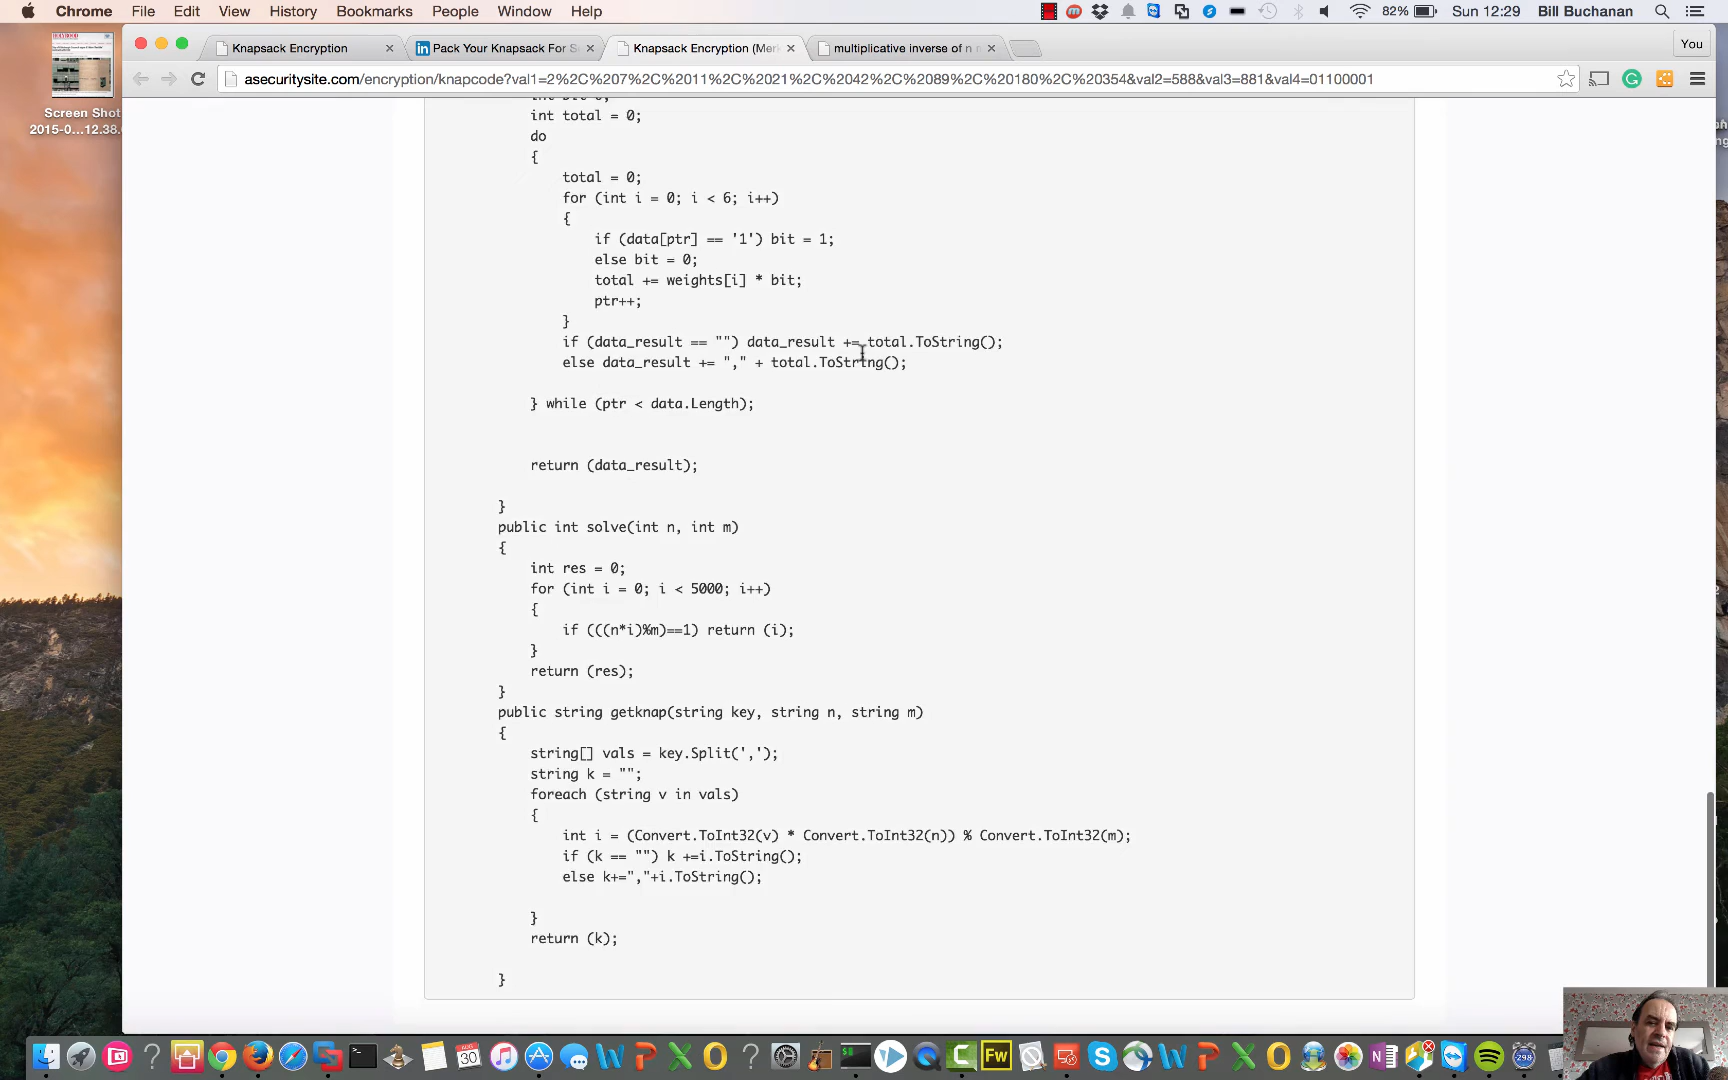 Chrome File Edit View History Bookmarks People Window Help 82% Sun 12:29 Bill Buchanan
Knapsack Encryption
Pack Your Knapsack For S
Knapsack Encryption (Mer
multiplicative inverse of n
You
asecuritysite.com/encryption/knapcode?val1=2%2C%207%2C%2011%2C%2021%2C%2042%2C%2089%2C%20180%2C%20354&val2=588&val3=881&val4=01100001
Screen Shot
2015-0...12.38.
int total = 0;
do
{
total = 0;
for (int i = 0; i < 6; i++)
{
if (data[ptr] == '1') bit = 1;
else bit = 0;
total += weights[i] * bit;
ptr++;
}
if (data_result == "") data_result += total.ToString();
else data_result += "," + total.ToString();
} while (ptr < data.Length);
return (data_result);
}
public int solve(int n, int m)
{
int res = 0;
for (int i = 0; i < 5000; i++)
{
if (((n*i)%m)==1) return (i);
}
return (res);
}
public string getknap(string key, string n, string m)
{
string[] vals = key.Split(',');
string k = "";
foreach (string v in vals)
{
int i = (Convert.ToInt32(v) * Convert.ToInt32(n)) % Convert.ToInt32(m);
if (k == "") k +=i.ToString();
else k+=","+i.ToString();
}
return (k);
}
30
Fw
298